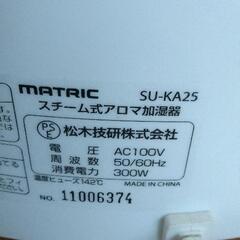 MATRIC SU-KA25
スチーム式アロマ加湿器
PSE 松木技研株式会社
電圧 AC100V
周波数 50/60Hz
消費電力 300W
温度ヒューズ142℃ MADE IN CHINA
NO. 11006374